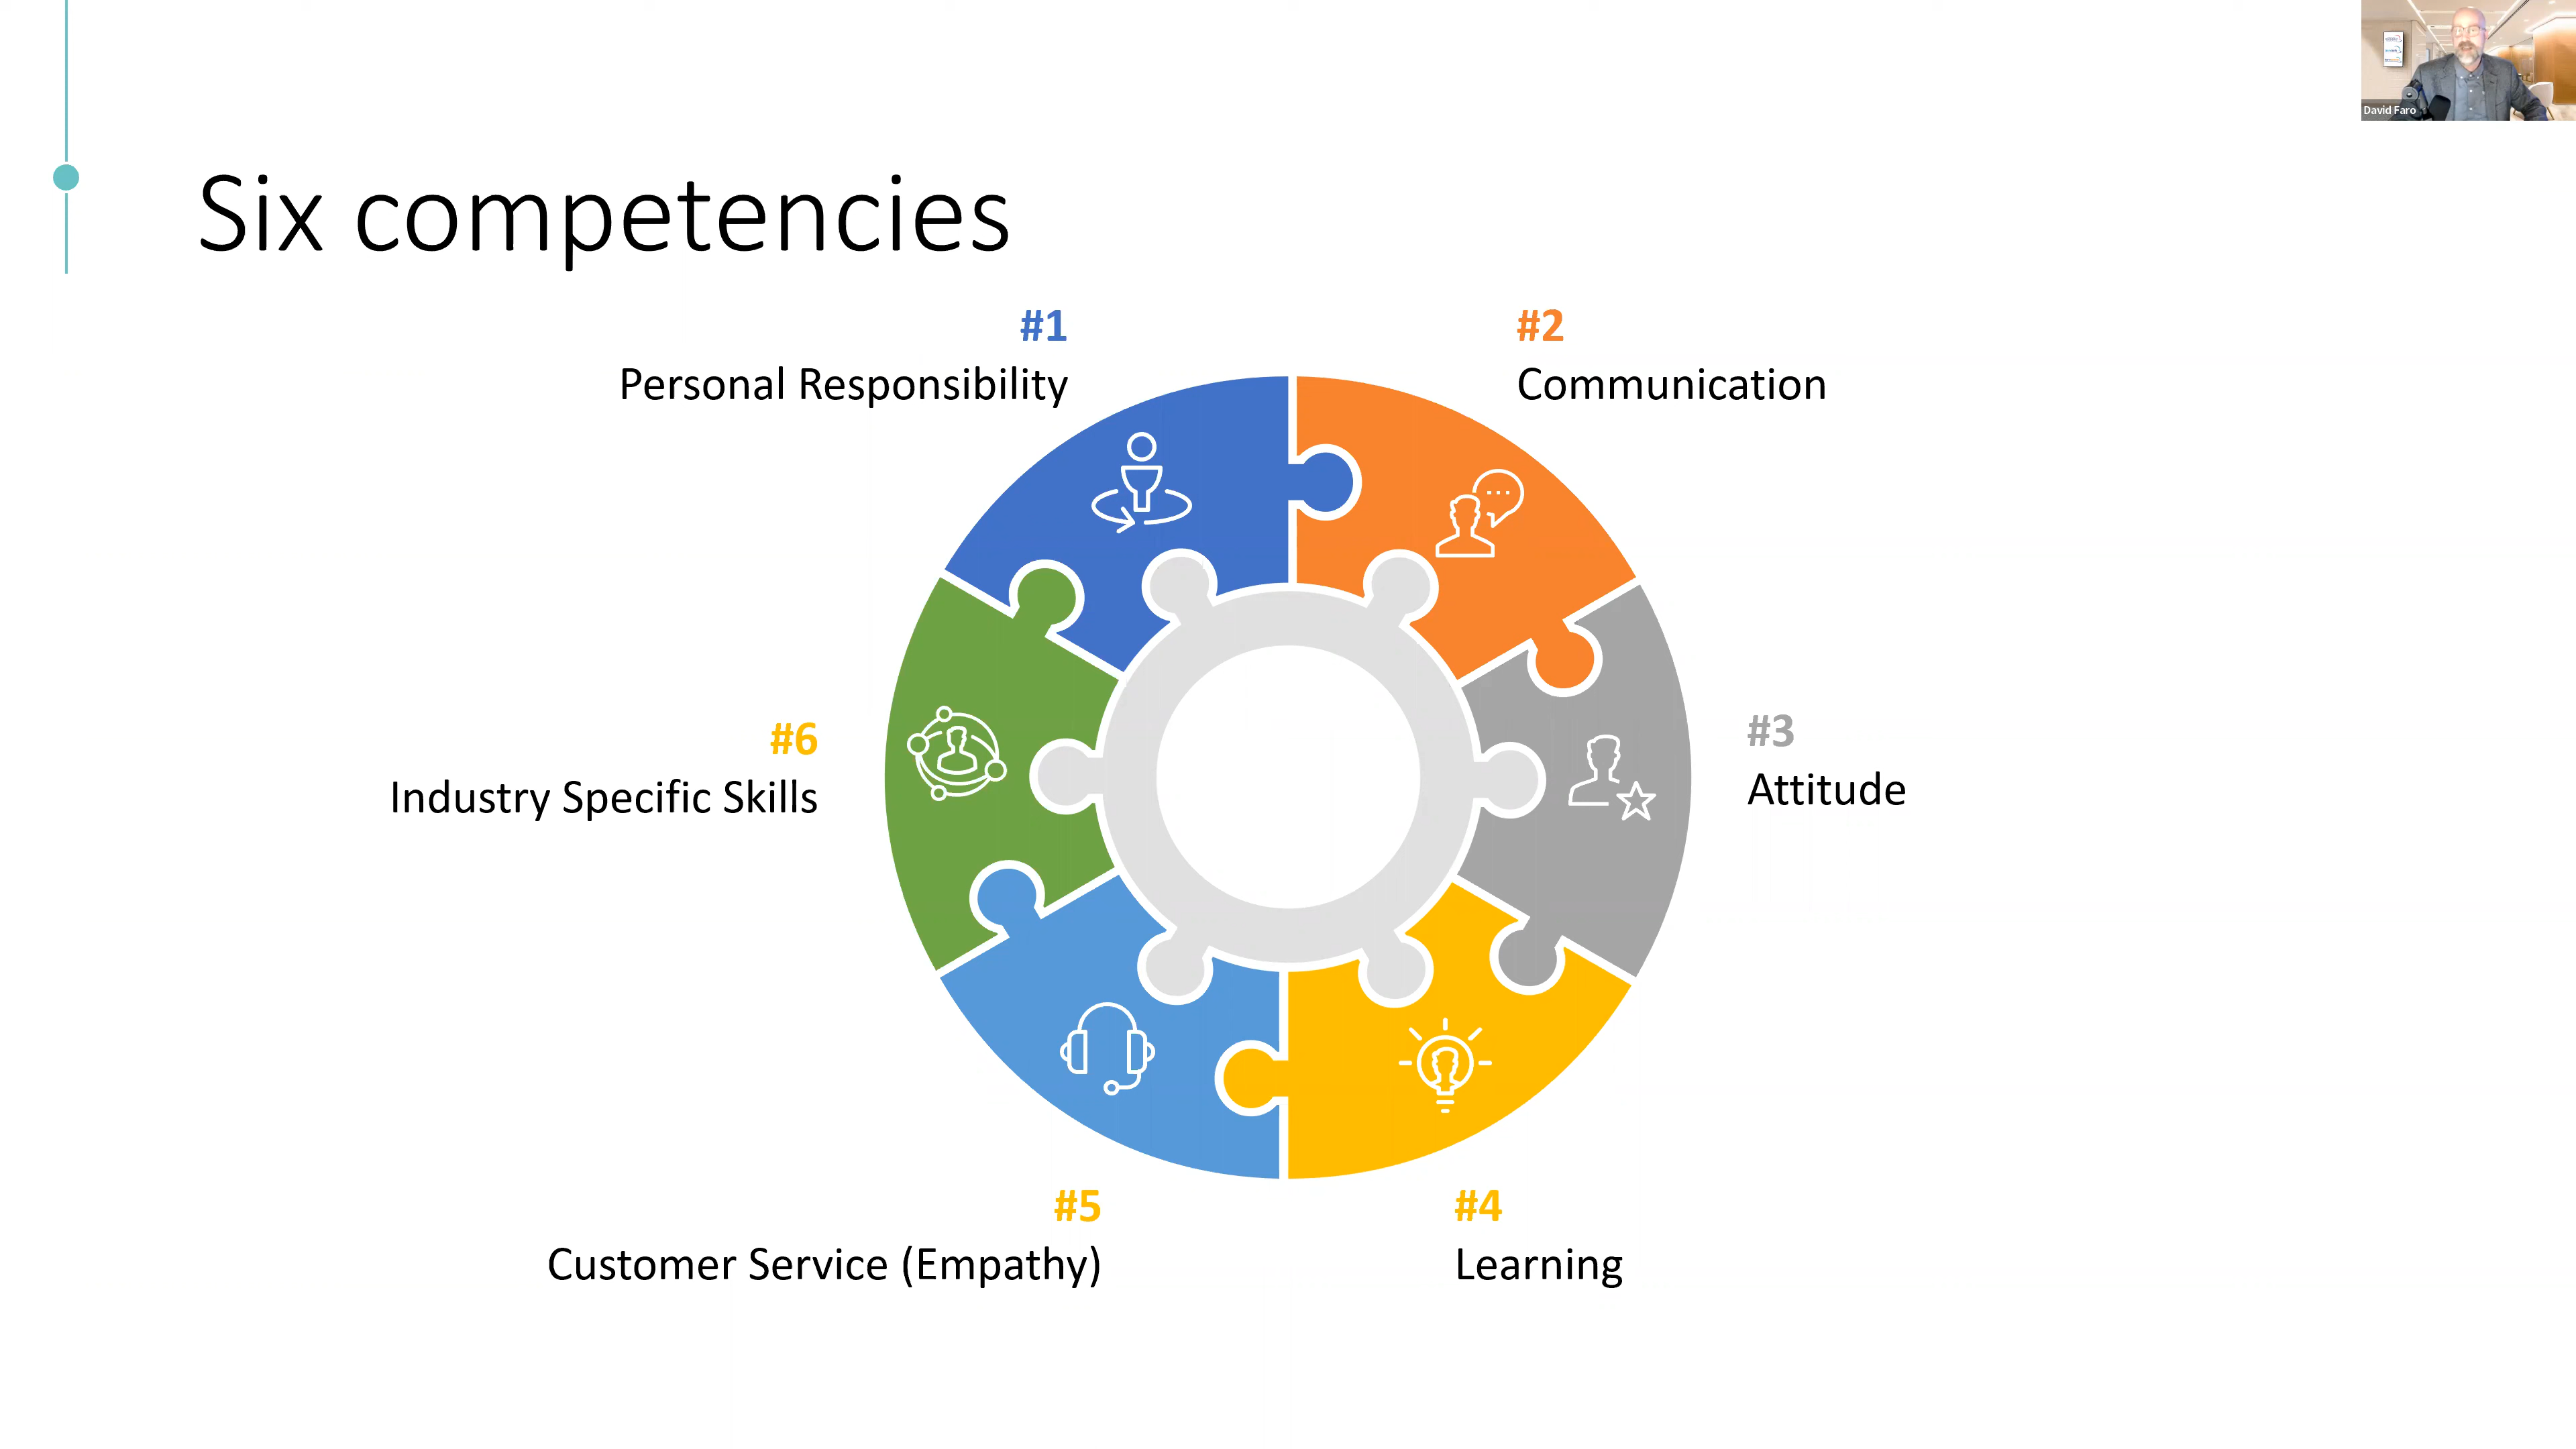 David Faro
Six competencies
#1
Personal Responsibility
#2
Communication
#3
Attitude
#4
Learning
#5
Customer Service (Empathy)
#6
Industry Specific Skills